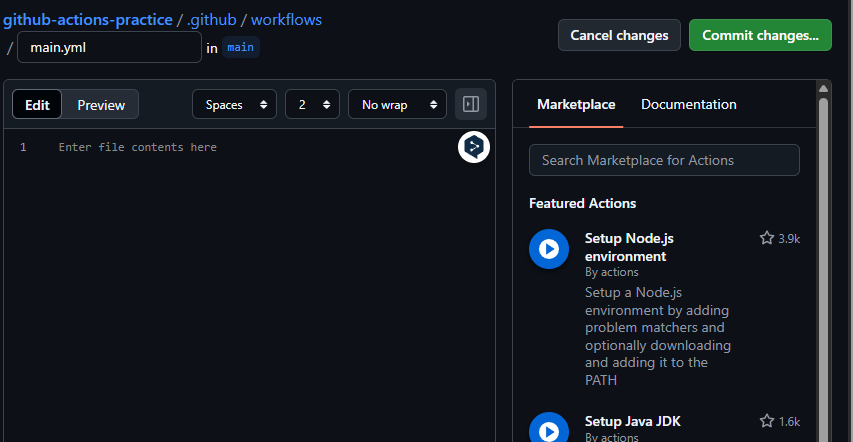 github-actions-practice / .github / workflows
/ main.yml in main
Cancel changes
Commit changes...
Edit Preview Spaces 2 No wrap
1 Enter file contents here
Marketplace Documentation
Search Marketplace for Actions
Featured Actions
Setup Node.js 3.9k
environment
By actions
Setup a Node.js
environment by adding
problem matchers and
optionally downloading
and adding it to the
PATH
Setup Java JDK 1.6k
By actions